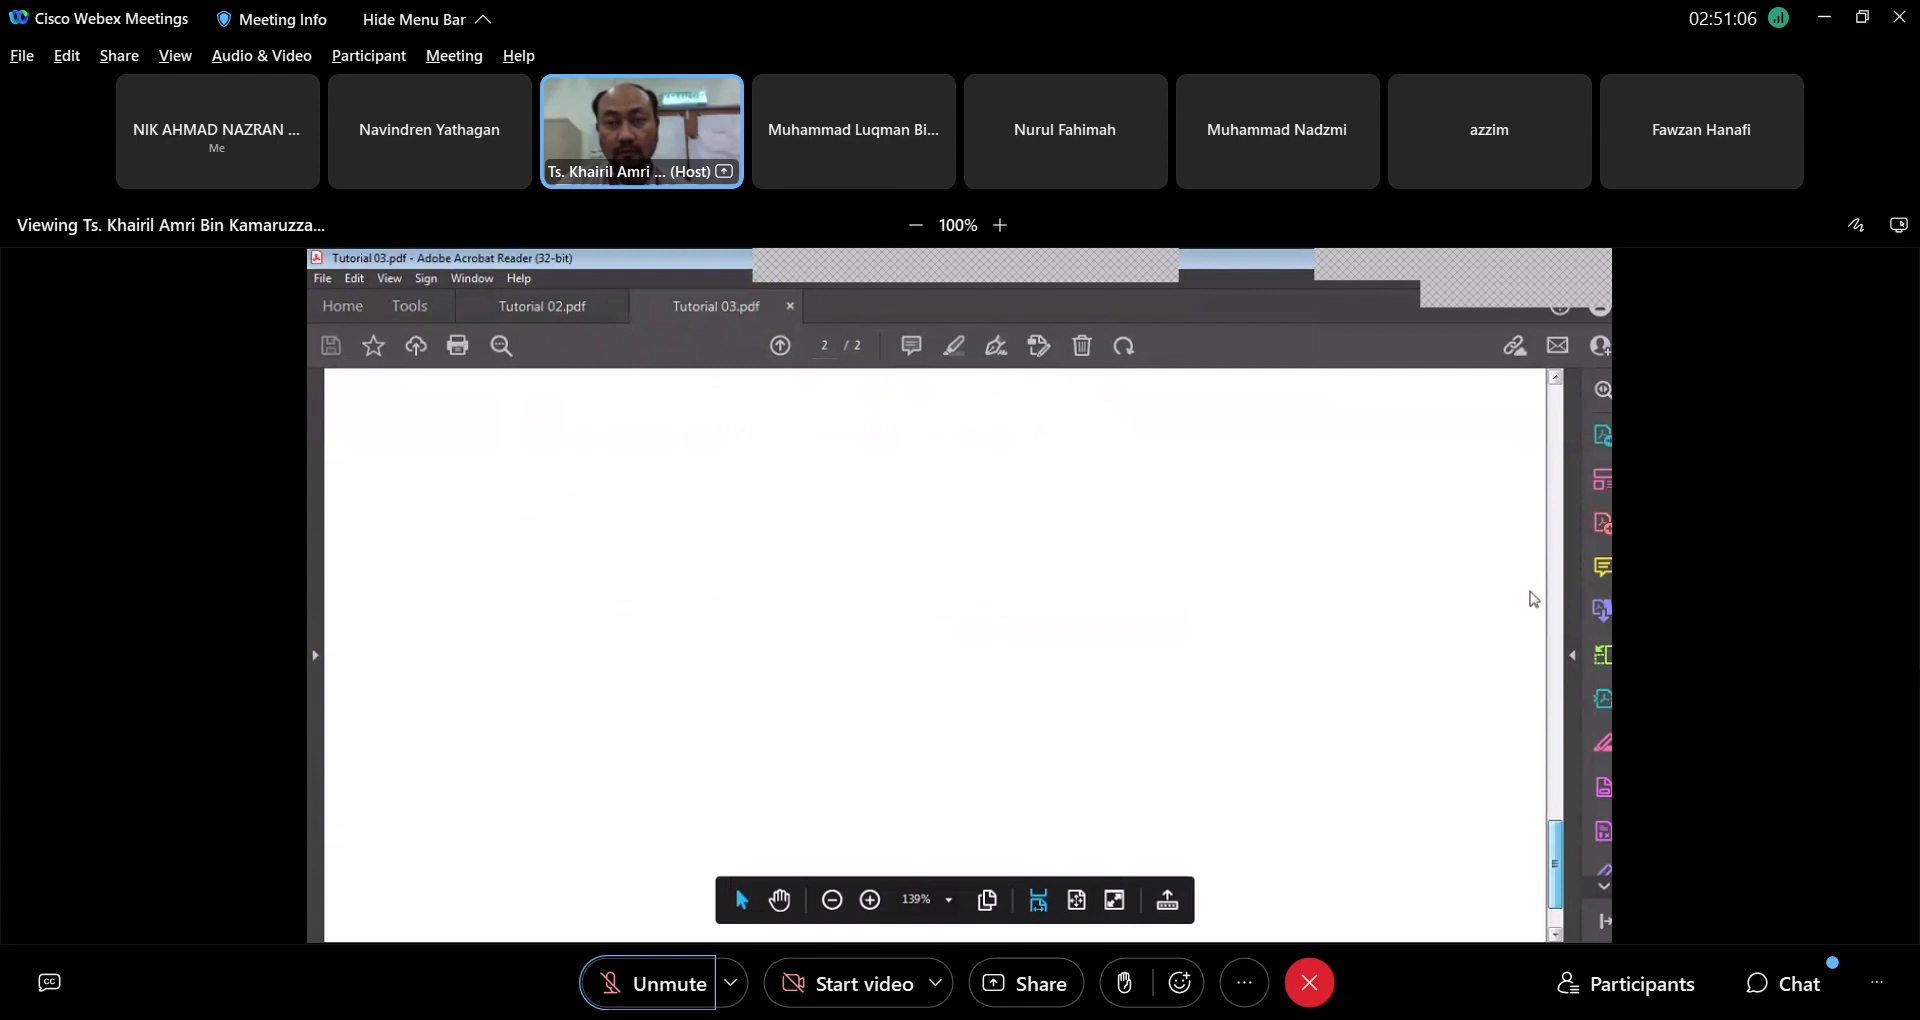 Cisco Webex Meetings
Meeting Info
Hide Menu Bar
02:51:06
File Edit Share View Audio & Video Participant Meeting Help
NIK AHMAD NAZRAN ...
Me
Navindren Yathagan
Ts. Khairil Amri ... (Host)
Muhammad Luqman Bi...
Nurul Fahimah
Muhammad Nadzmi
azzim
Fawzan Hanafi
Viewing Ts. Khairil Amri Bin Kamaruzza...
100%
Tutorial 03.pdf - Adobe Acrobat Reader (32-bit)
File Edit View Sign Window Help
Home Tools Tutorial 02.pdf Tutorial 03.pdf ×
2 / 2
139%
CC
Unmute
Start video
Share
Participants
Chat